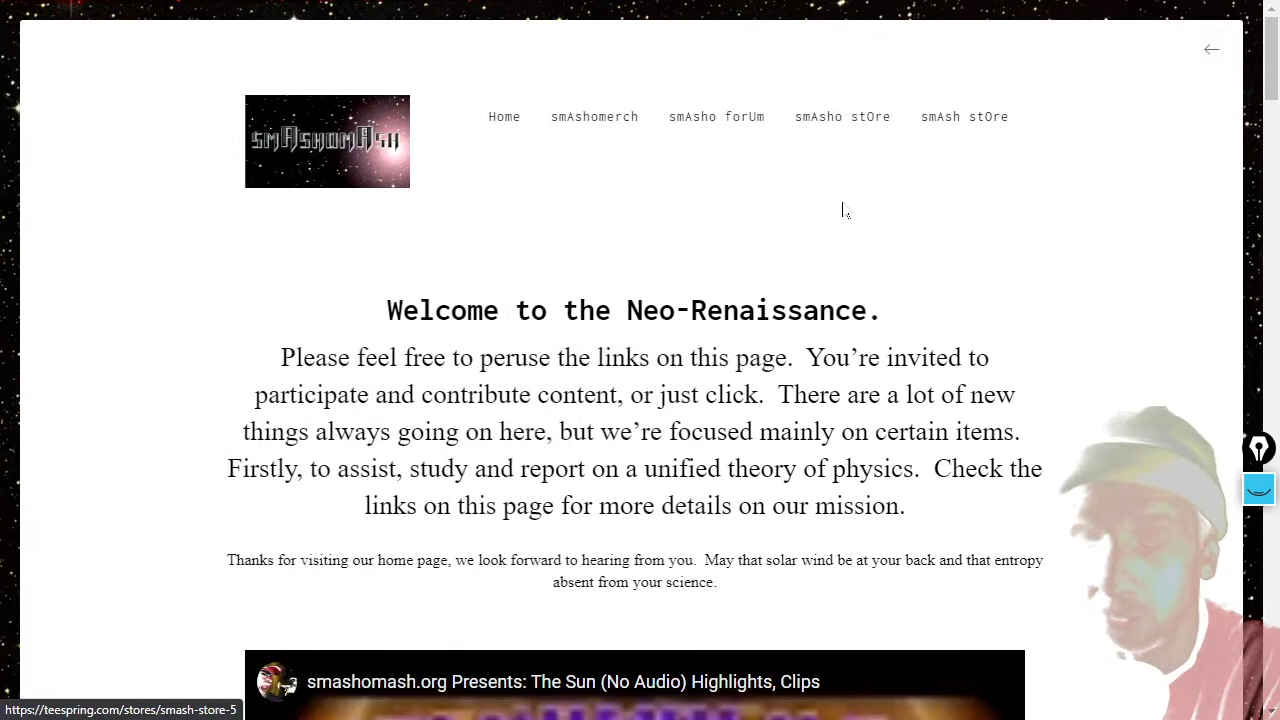 smAshomAsh
Home smAshomerch smAsho forUm smAsho stOre smAsh stOre
Welcome to the Neo-Renaissance.
Please feel free to peruse the links on this page. You’re invited to
participate and contribute content, or just click. There are a lot of new
things always going on here, but we’re focused mainly on certain items.
Firstly, to assist, study and report on a unified theory of physics. Check the
links on this page for more details on our mission.
Thanks for visiting our home page, we look forward to hearing from you. May that solar wind be at your back and that entropy
absent from your science.
smashomash.org Presents: The Sun (No Audio) Highlights, Clips
https://teespring.com/stores/smash-store-5